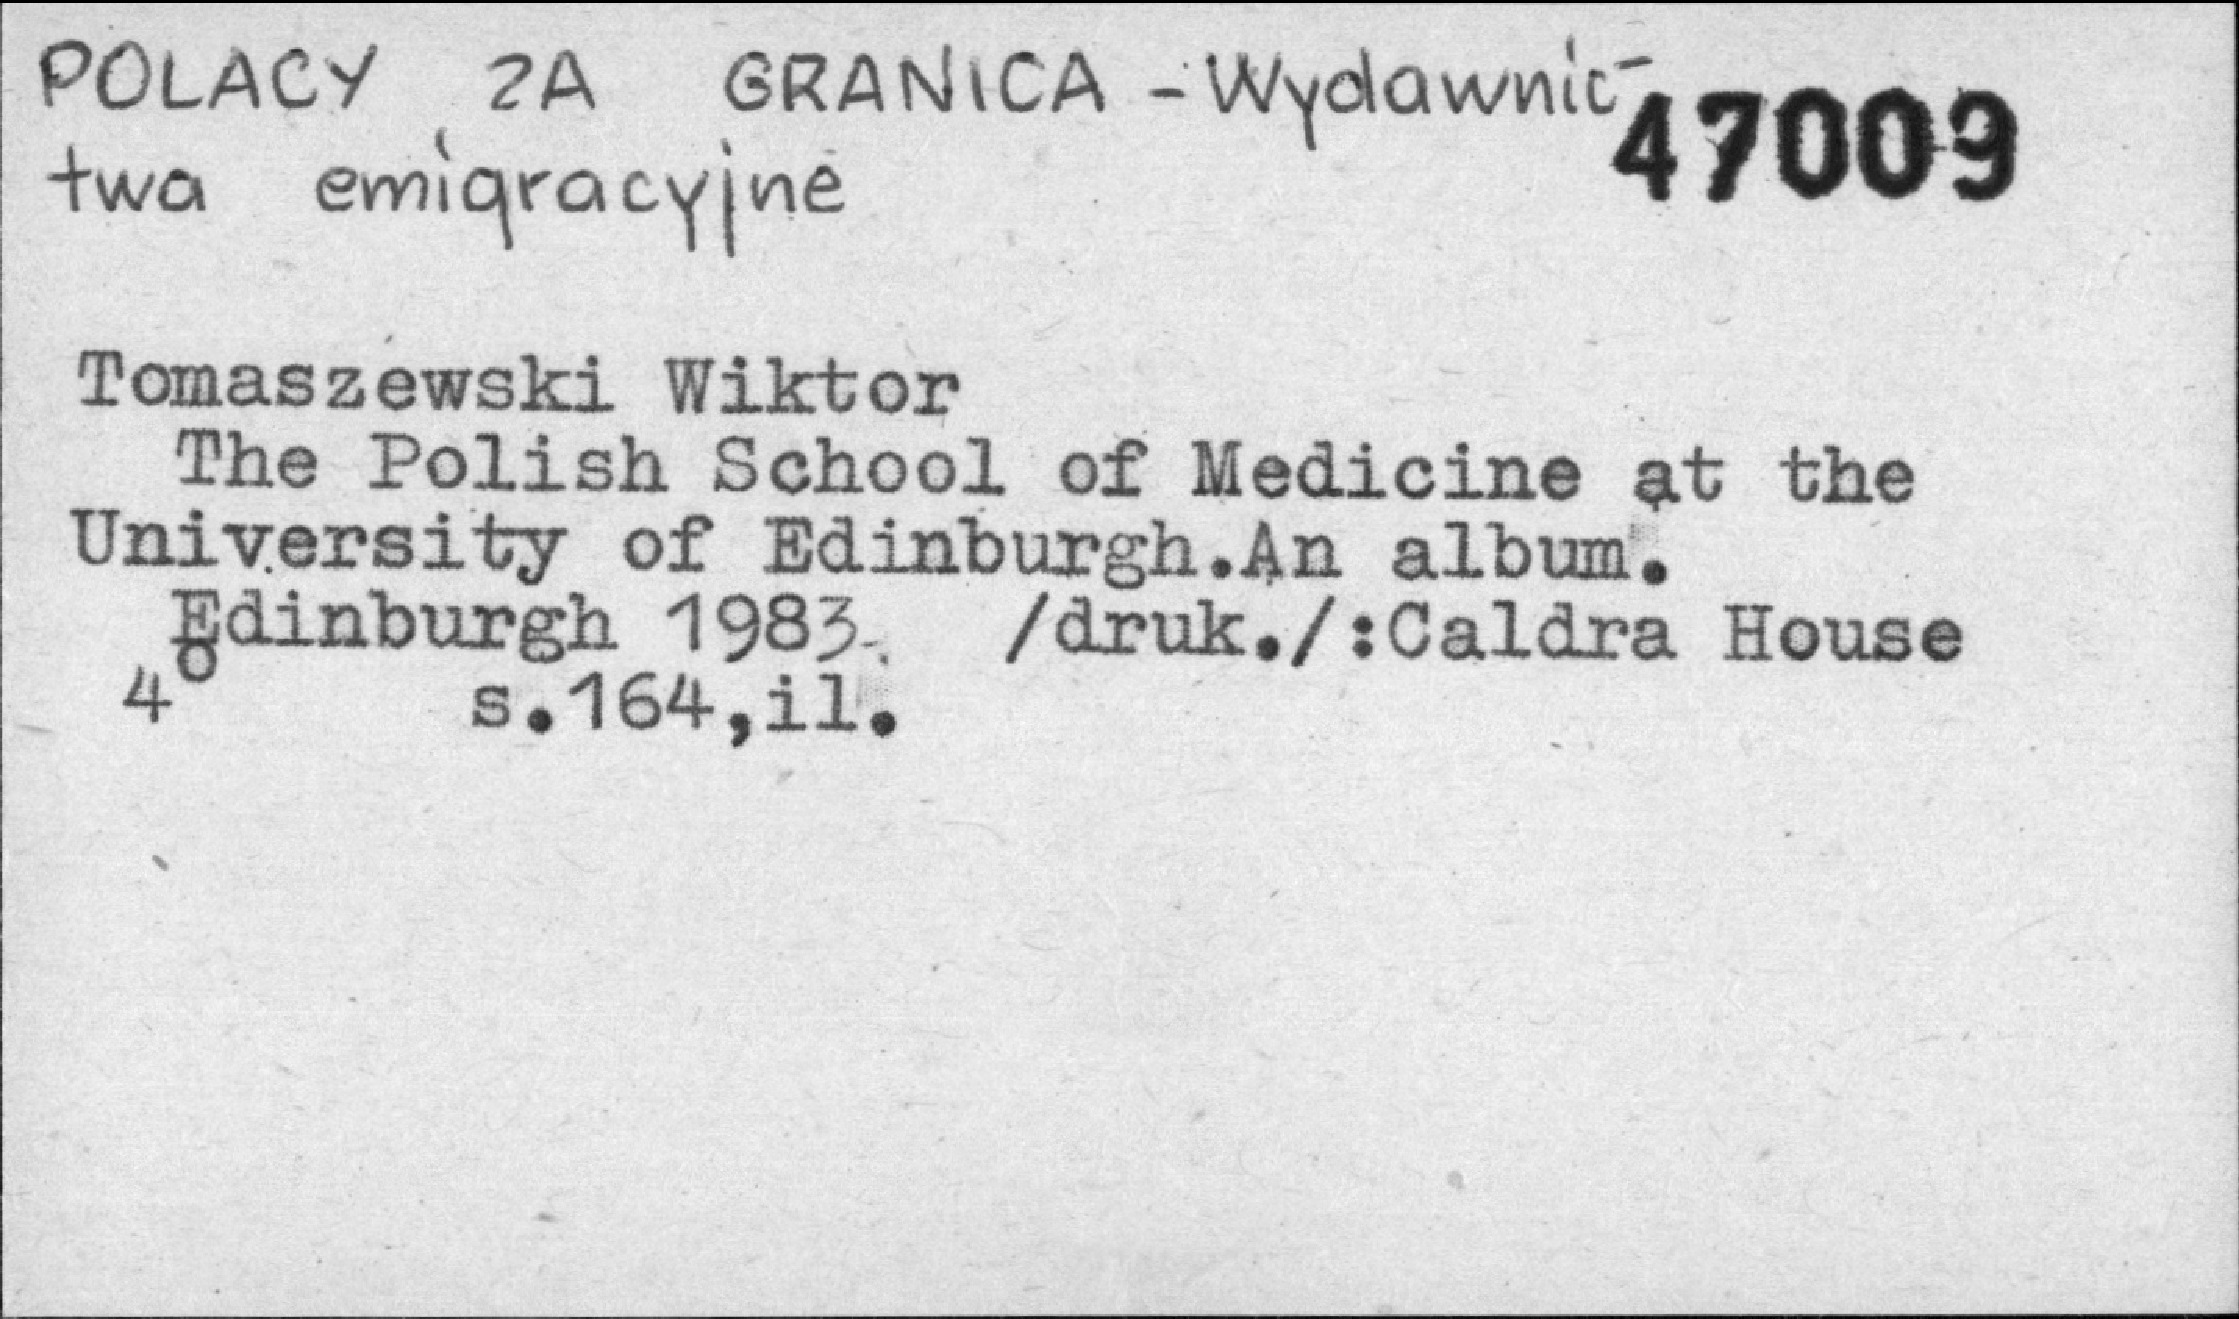 POLACY ZA GRANICA - Wydawnic-
47009
twa emigracyjne
Tomaszewski Wiktor
The Polish School of Medicine at the
University of Edinburgh.An album.
Edinburgh 1983. /druk./:Caldra House
4° s.164,il.